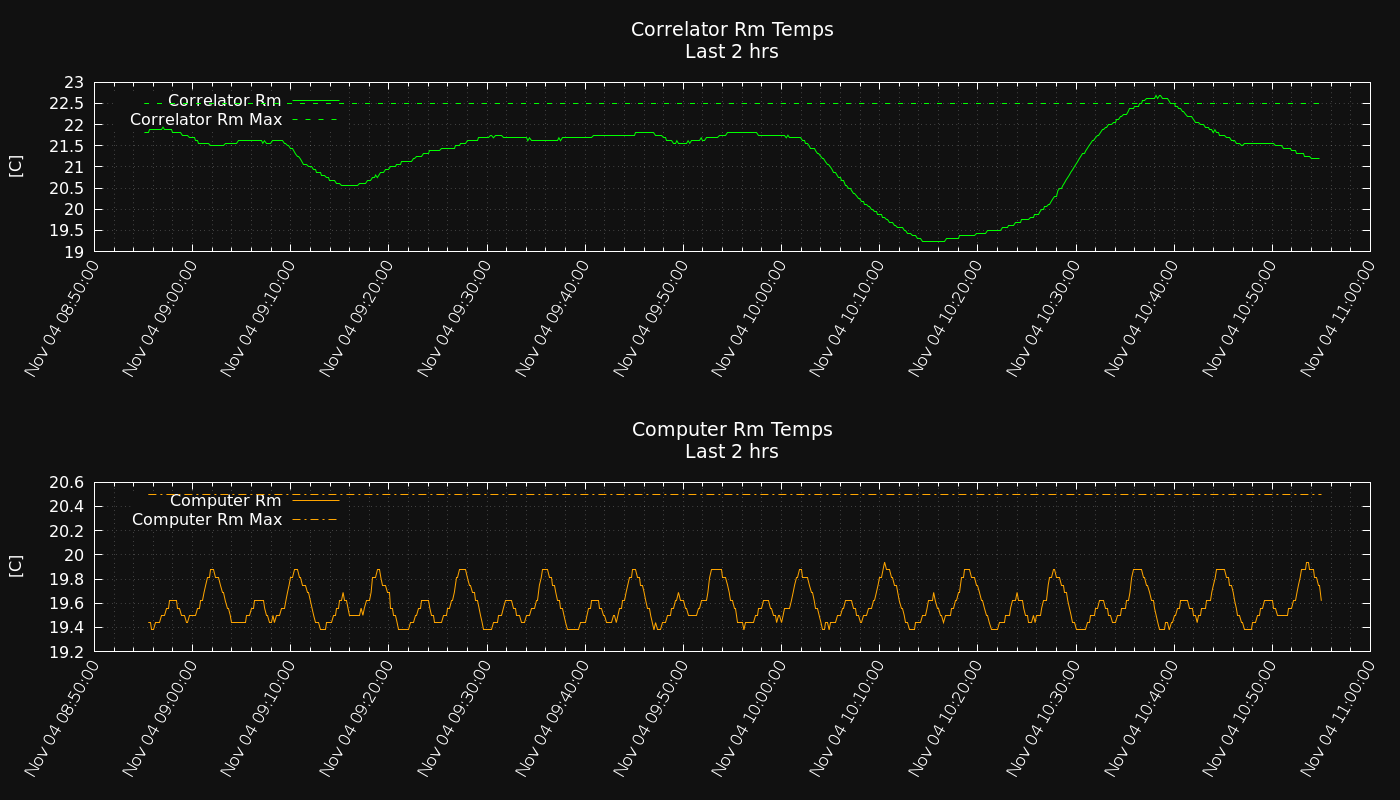 Correlator Rm Temps
Last 2 hrs
23
22.5
22
21.5
21
20.5
20
19.5
19
[C]
Correlator Rm
Correlator Rm Max
Nov 04 08:50:00
Nov 04 09:00:00
Nov 04 09:10:00
Nov 04 09:20:00
Nov 04 09:30:00
Nov 04 09:40:00
Nov 04 09:50:00
Nov 04 10:00:00
Nov 04 10:10:00
Nov 04 10:20:00
Nov 04 10:30:00
Nov 04 10:40:00
Nov 04 10:50:00
Nov 04 11:00:00
Computer Rm Temps
Last 2 hrs
20.6
20.4
20.2
20
19.8
19.6
19.4
19.2
[C]
Computer Rm
Computer Rm Max
Nov 04 08:50:00
Nov 04 09:00:00
Nov 04 09:10:00
Nov 04 09:20:00
Nov 04 09:30:00
Nov 04 09:40:00
Nov 04 09:50:00
Nov 04 10:00:00
Nov 04 10:10:00
Nov 04 10:20:00
Nov 04 10:30:00
Nov 04 10:40:00
Nov 04 10:50:00
Nov 04 11:00:00